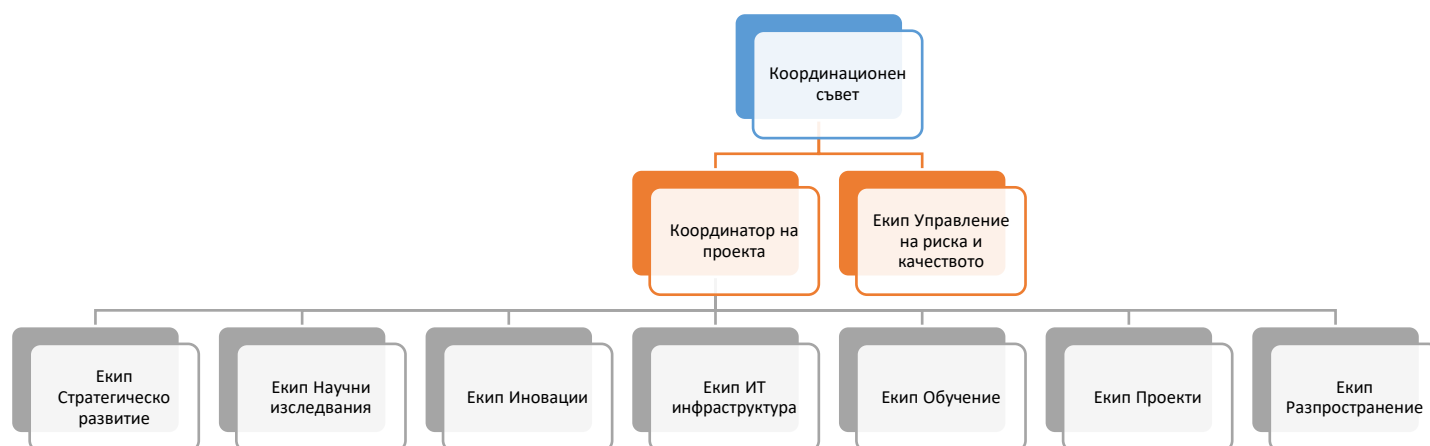 Координационен
съвет
Координатор на
проекта
Екип Управление
на риска и
качеството
Екип
Стратегическо
развитие
Екип Научни
изследвания
Екип Иновации
Екип ИТ
инфраструктура
Екип Обучение
Екип Проекти
Екип
Разпространение